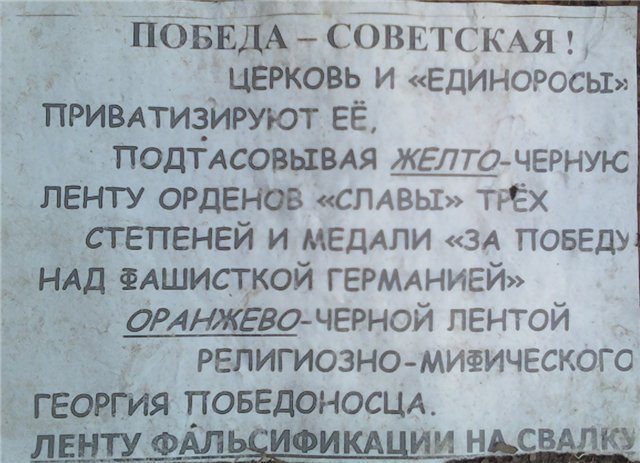 ПОБЕДА – СОВЕТСКАЯ !
ЦЕРКОВЬ И «ЕДИНОРОСЫ»
ПРИВАТИЗИРУЮТ ЕЁ,
ПОДТАСОВЫВАЯ ЖЕЛТО-ЧЕРНУЮ
ЛЕНТУ ОРДЕНОВ «СЛАВЫ» ТРЁХ
СТЕПЕНЕЙ И МЕДАЛИ «ЗА ПОБЕДУ
НАД ФАШИСТКОЙ ГЕРМАНИЕЙ»
ОРАНЖЕВО-ЧЕРНОЙ ЛЕНТОЙ
РЕЛИГИОЗНО-МИФИЧЕСКОГО
ГЕОРГИЯ ПОБЕДОНОСЦА.
ЛЕНТУ ФАЛЬСИФИКАЦИИ НА СВАЛКУ